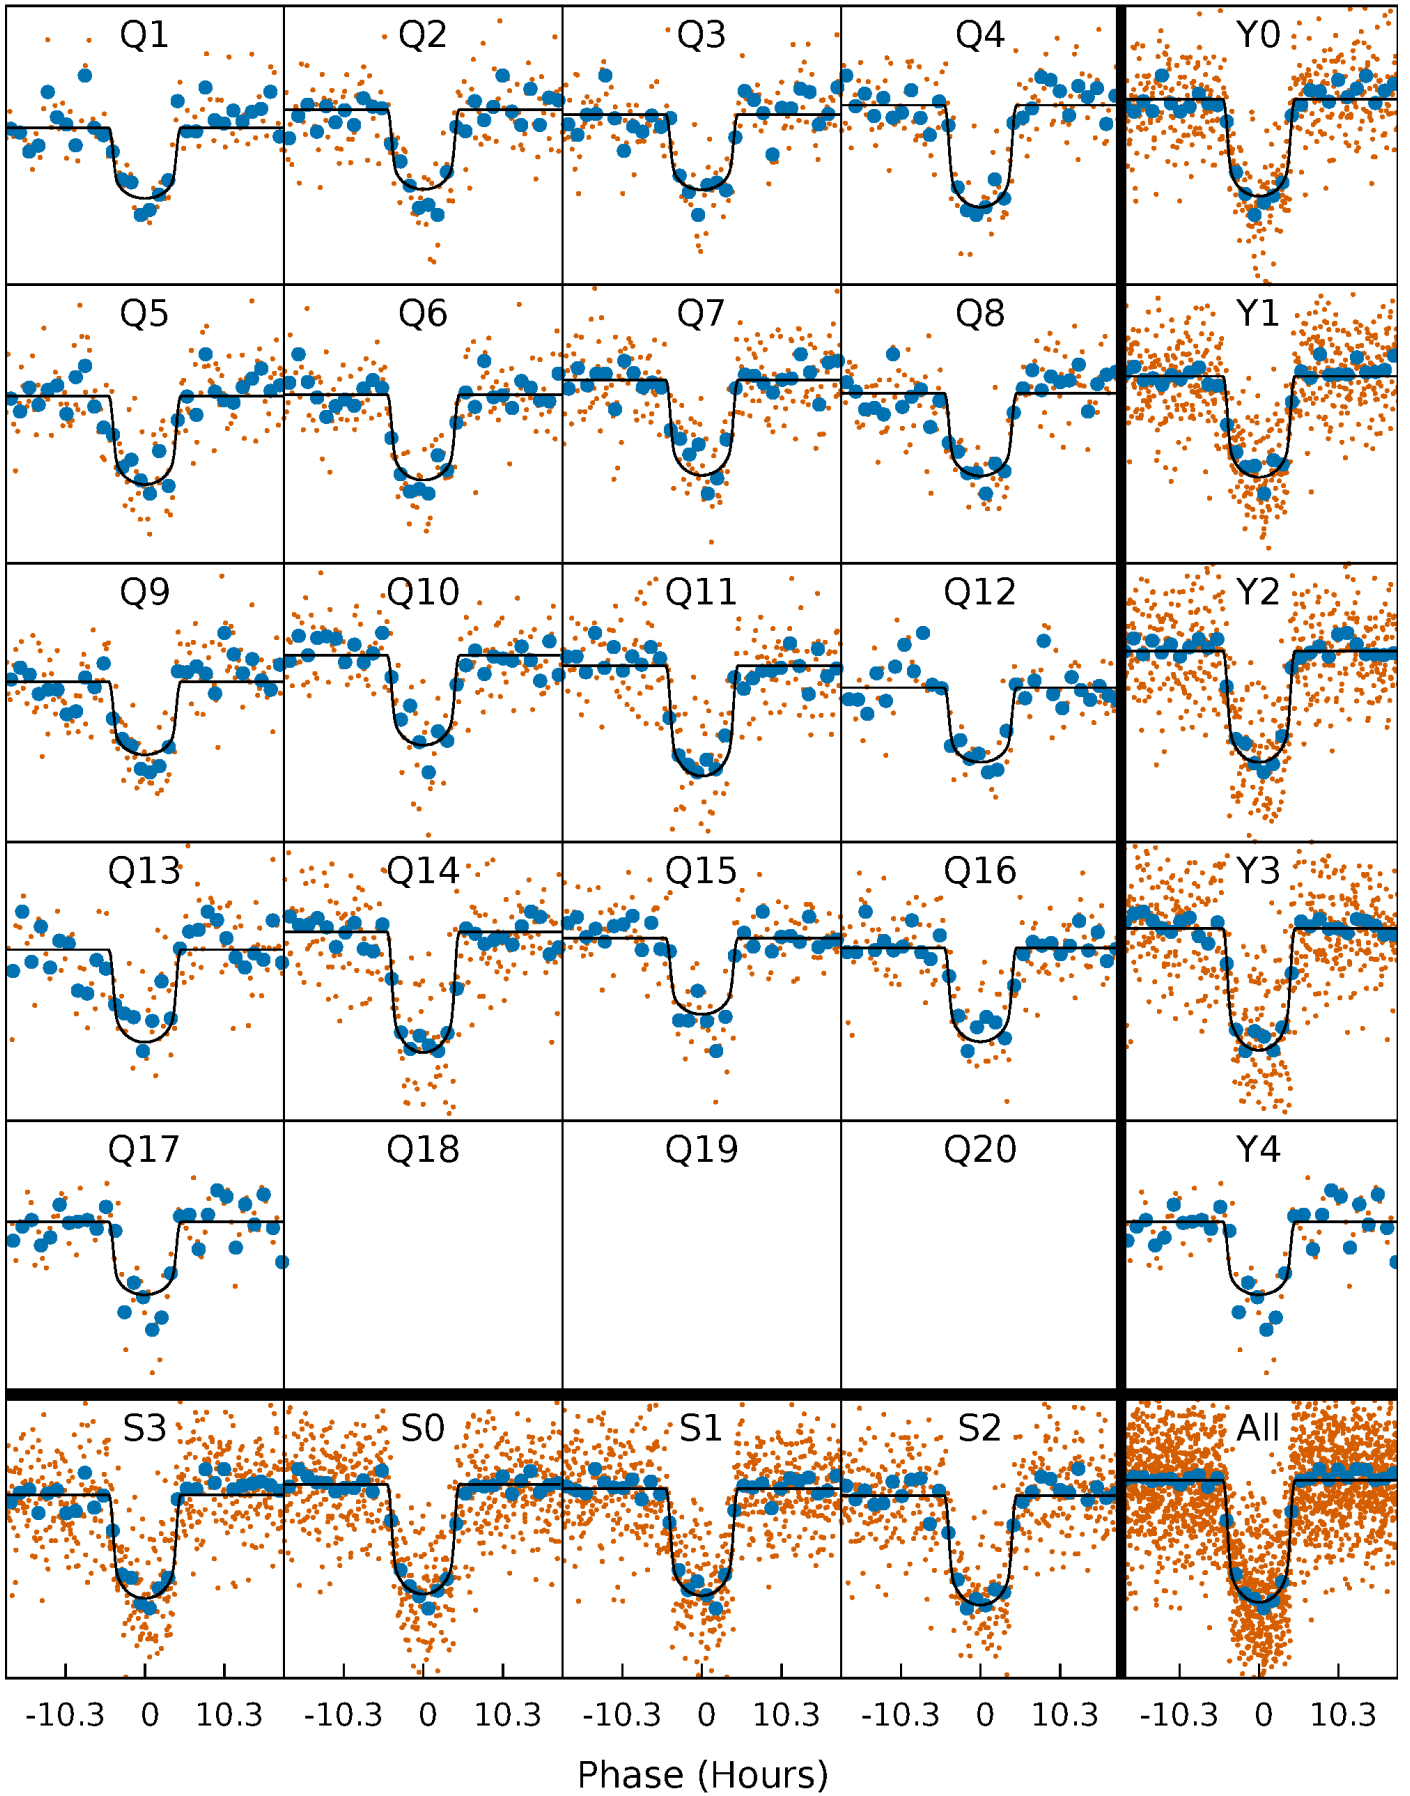 Q1 Q2 Q3 Q4 Y0
Q5 Q6 Q7 Q8 Y1
Q9 Q10 Q11 Q12 Y2
Q13 Q14 Q15 Q16 Y3
Q17 Q18 Q19 Q20 Y4
S3 S0 S1 S2 All
-10.3 0 10.3 -10.3 0 10.3 -10.3 0 10.3 -10.3 0 10.3 -10.3 0 10.3
Phase (Hours)